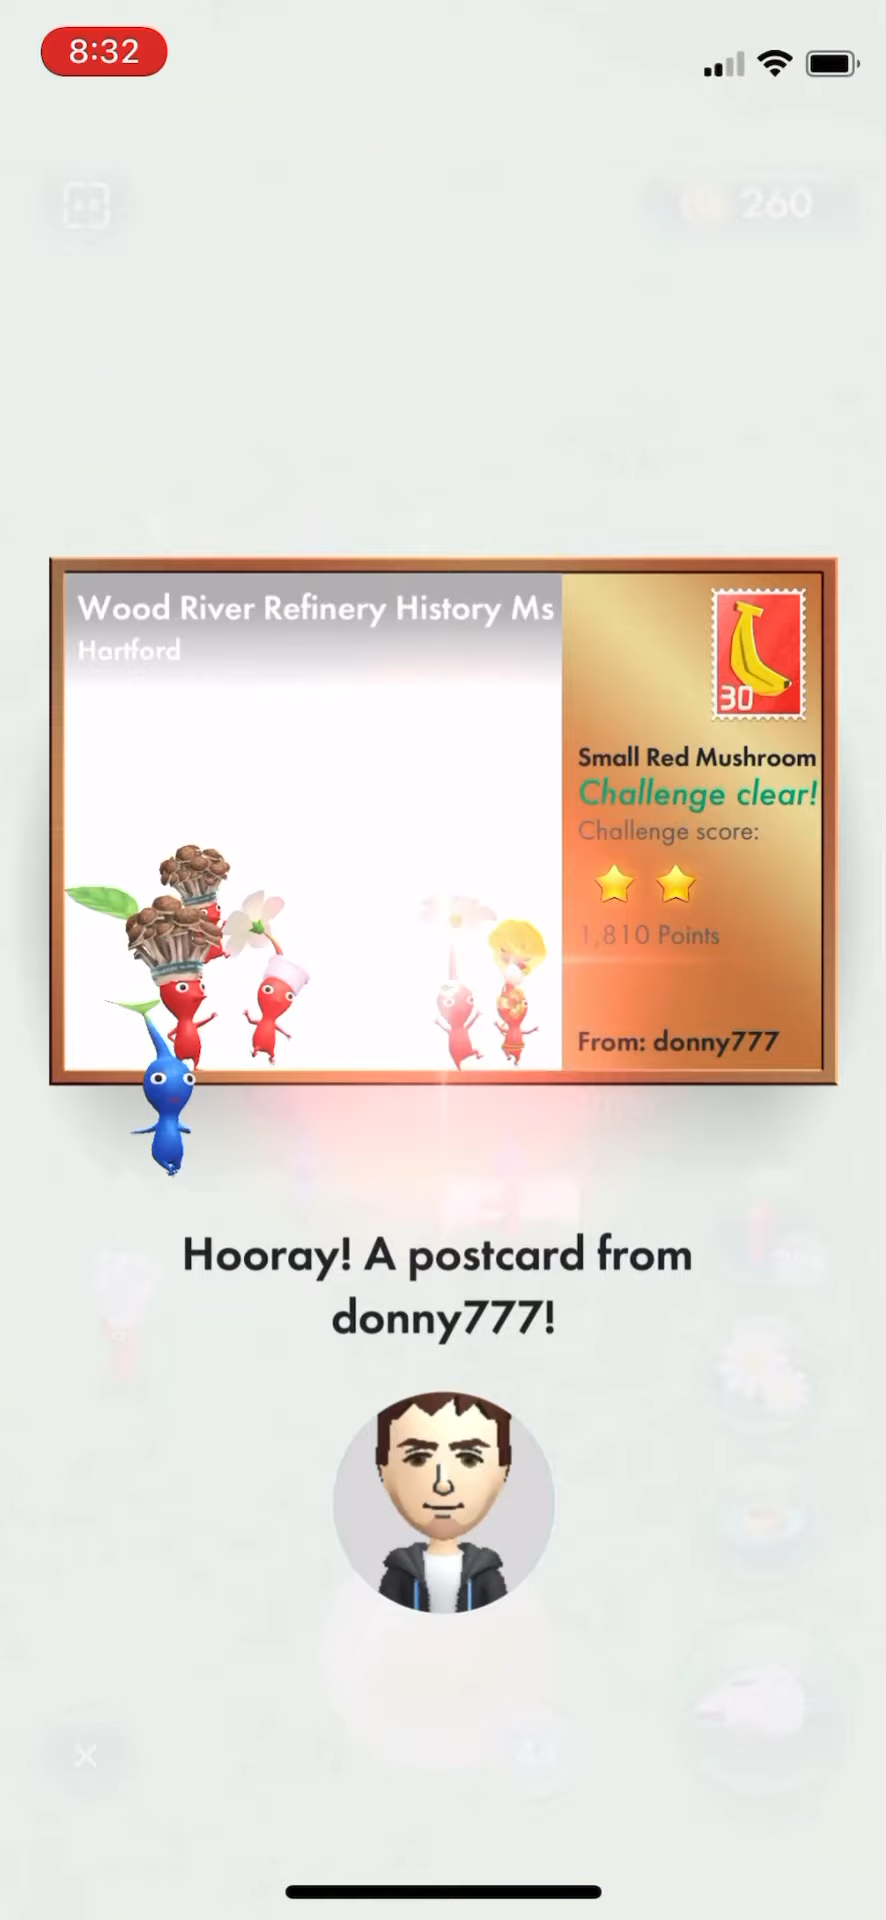 8:32
260
Wood River Refinery History Ms
Hartford
30
Small Red Mushroom
Challenge clear!
Challenge score:
1,810 Points
From: donny777
Hooray! A postcard from
donny777!